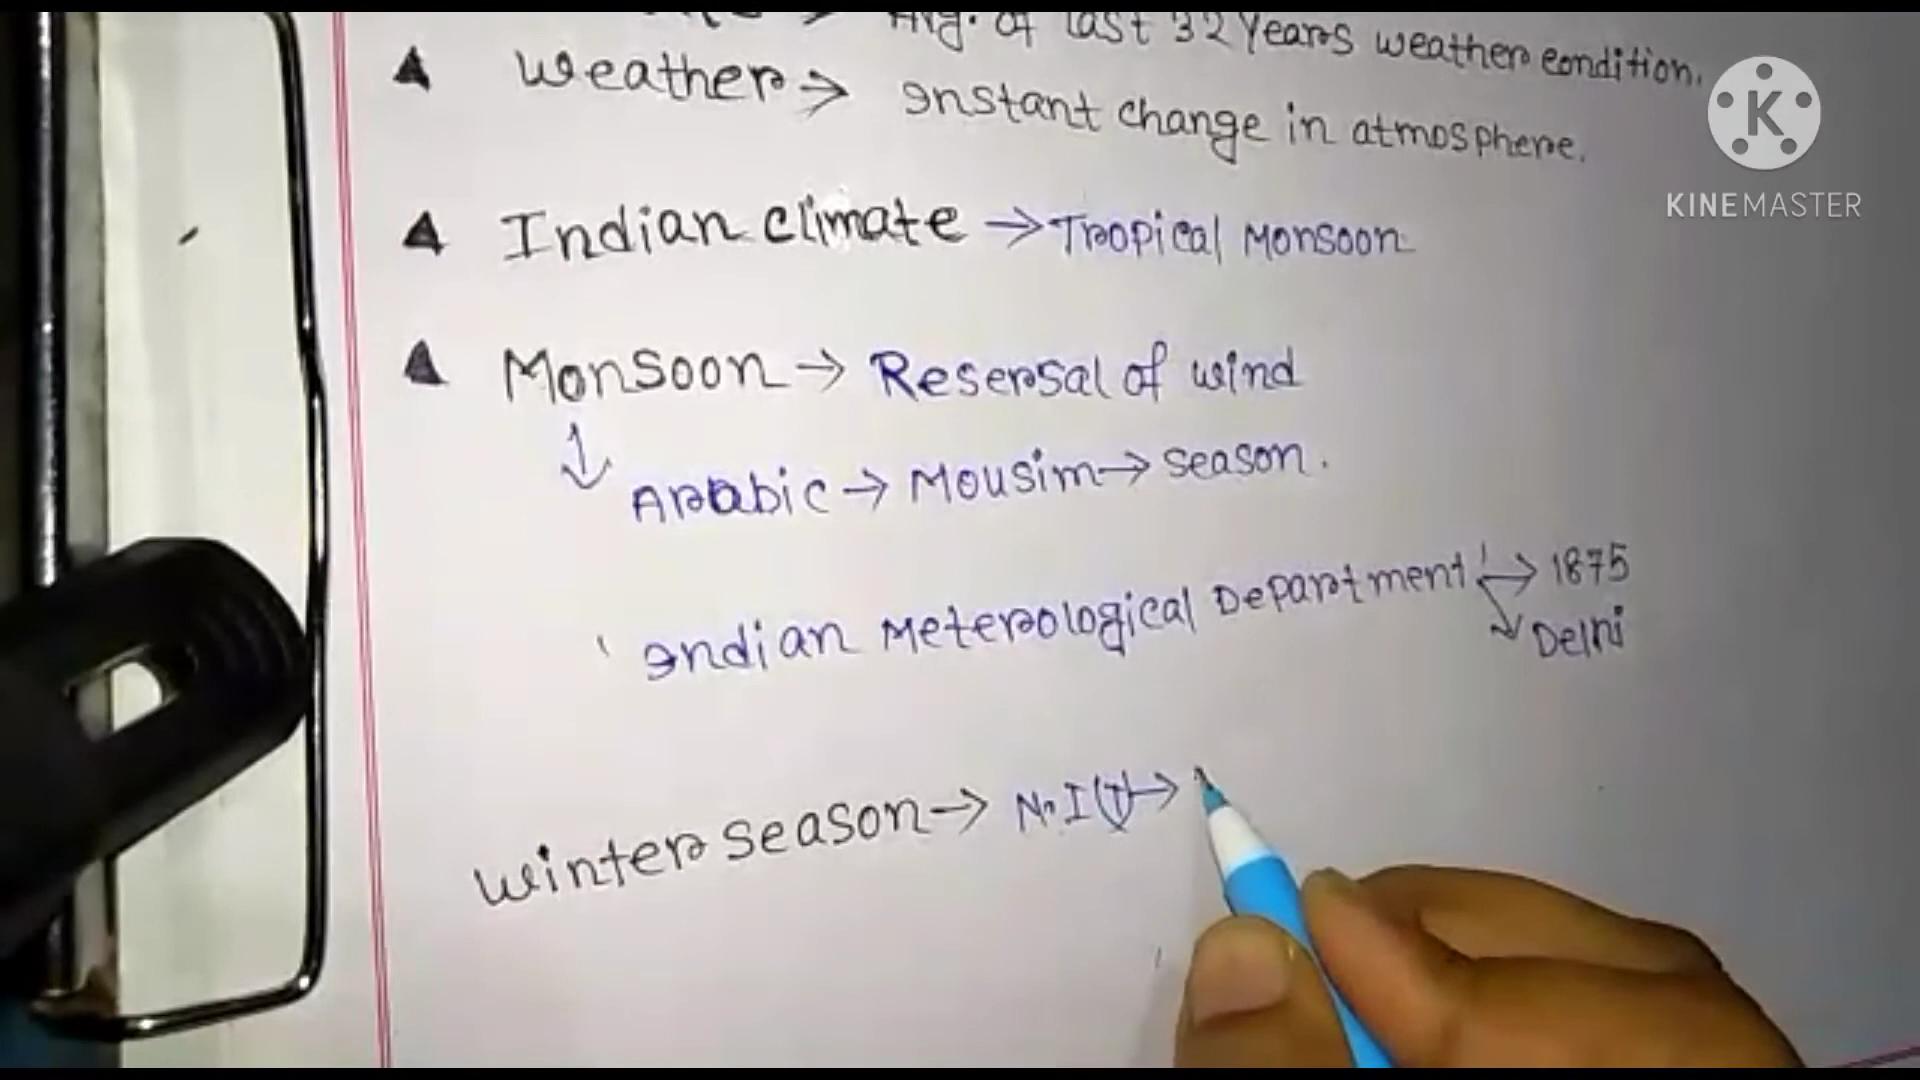 Avg. of last 32 Years weather condition.
▲ Weather → Instant change in atmosphere.
▲ Indian climate → Tropical Monsoon
▲ Monsoon → Resersal of wind
↓ Arabic → Mousim → season.
Indian Meterological Department → 1875
↘ Delhi
Winter season → N. I (T) →
K
KINEMASTER